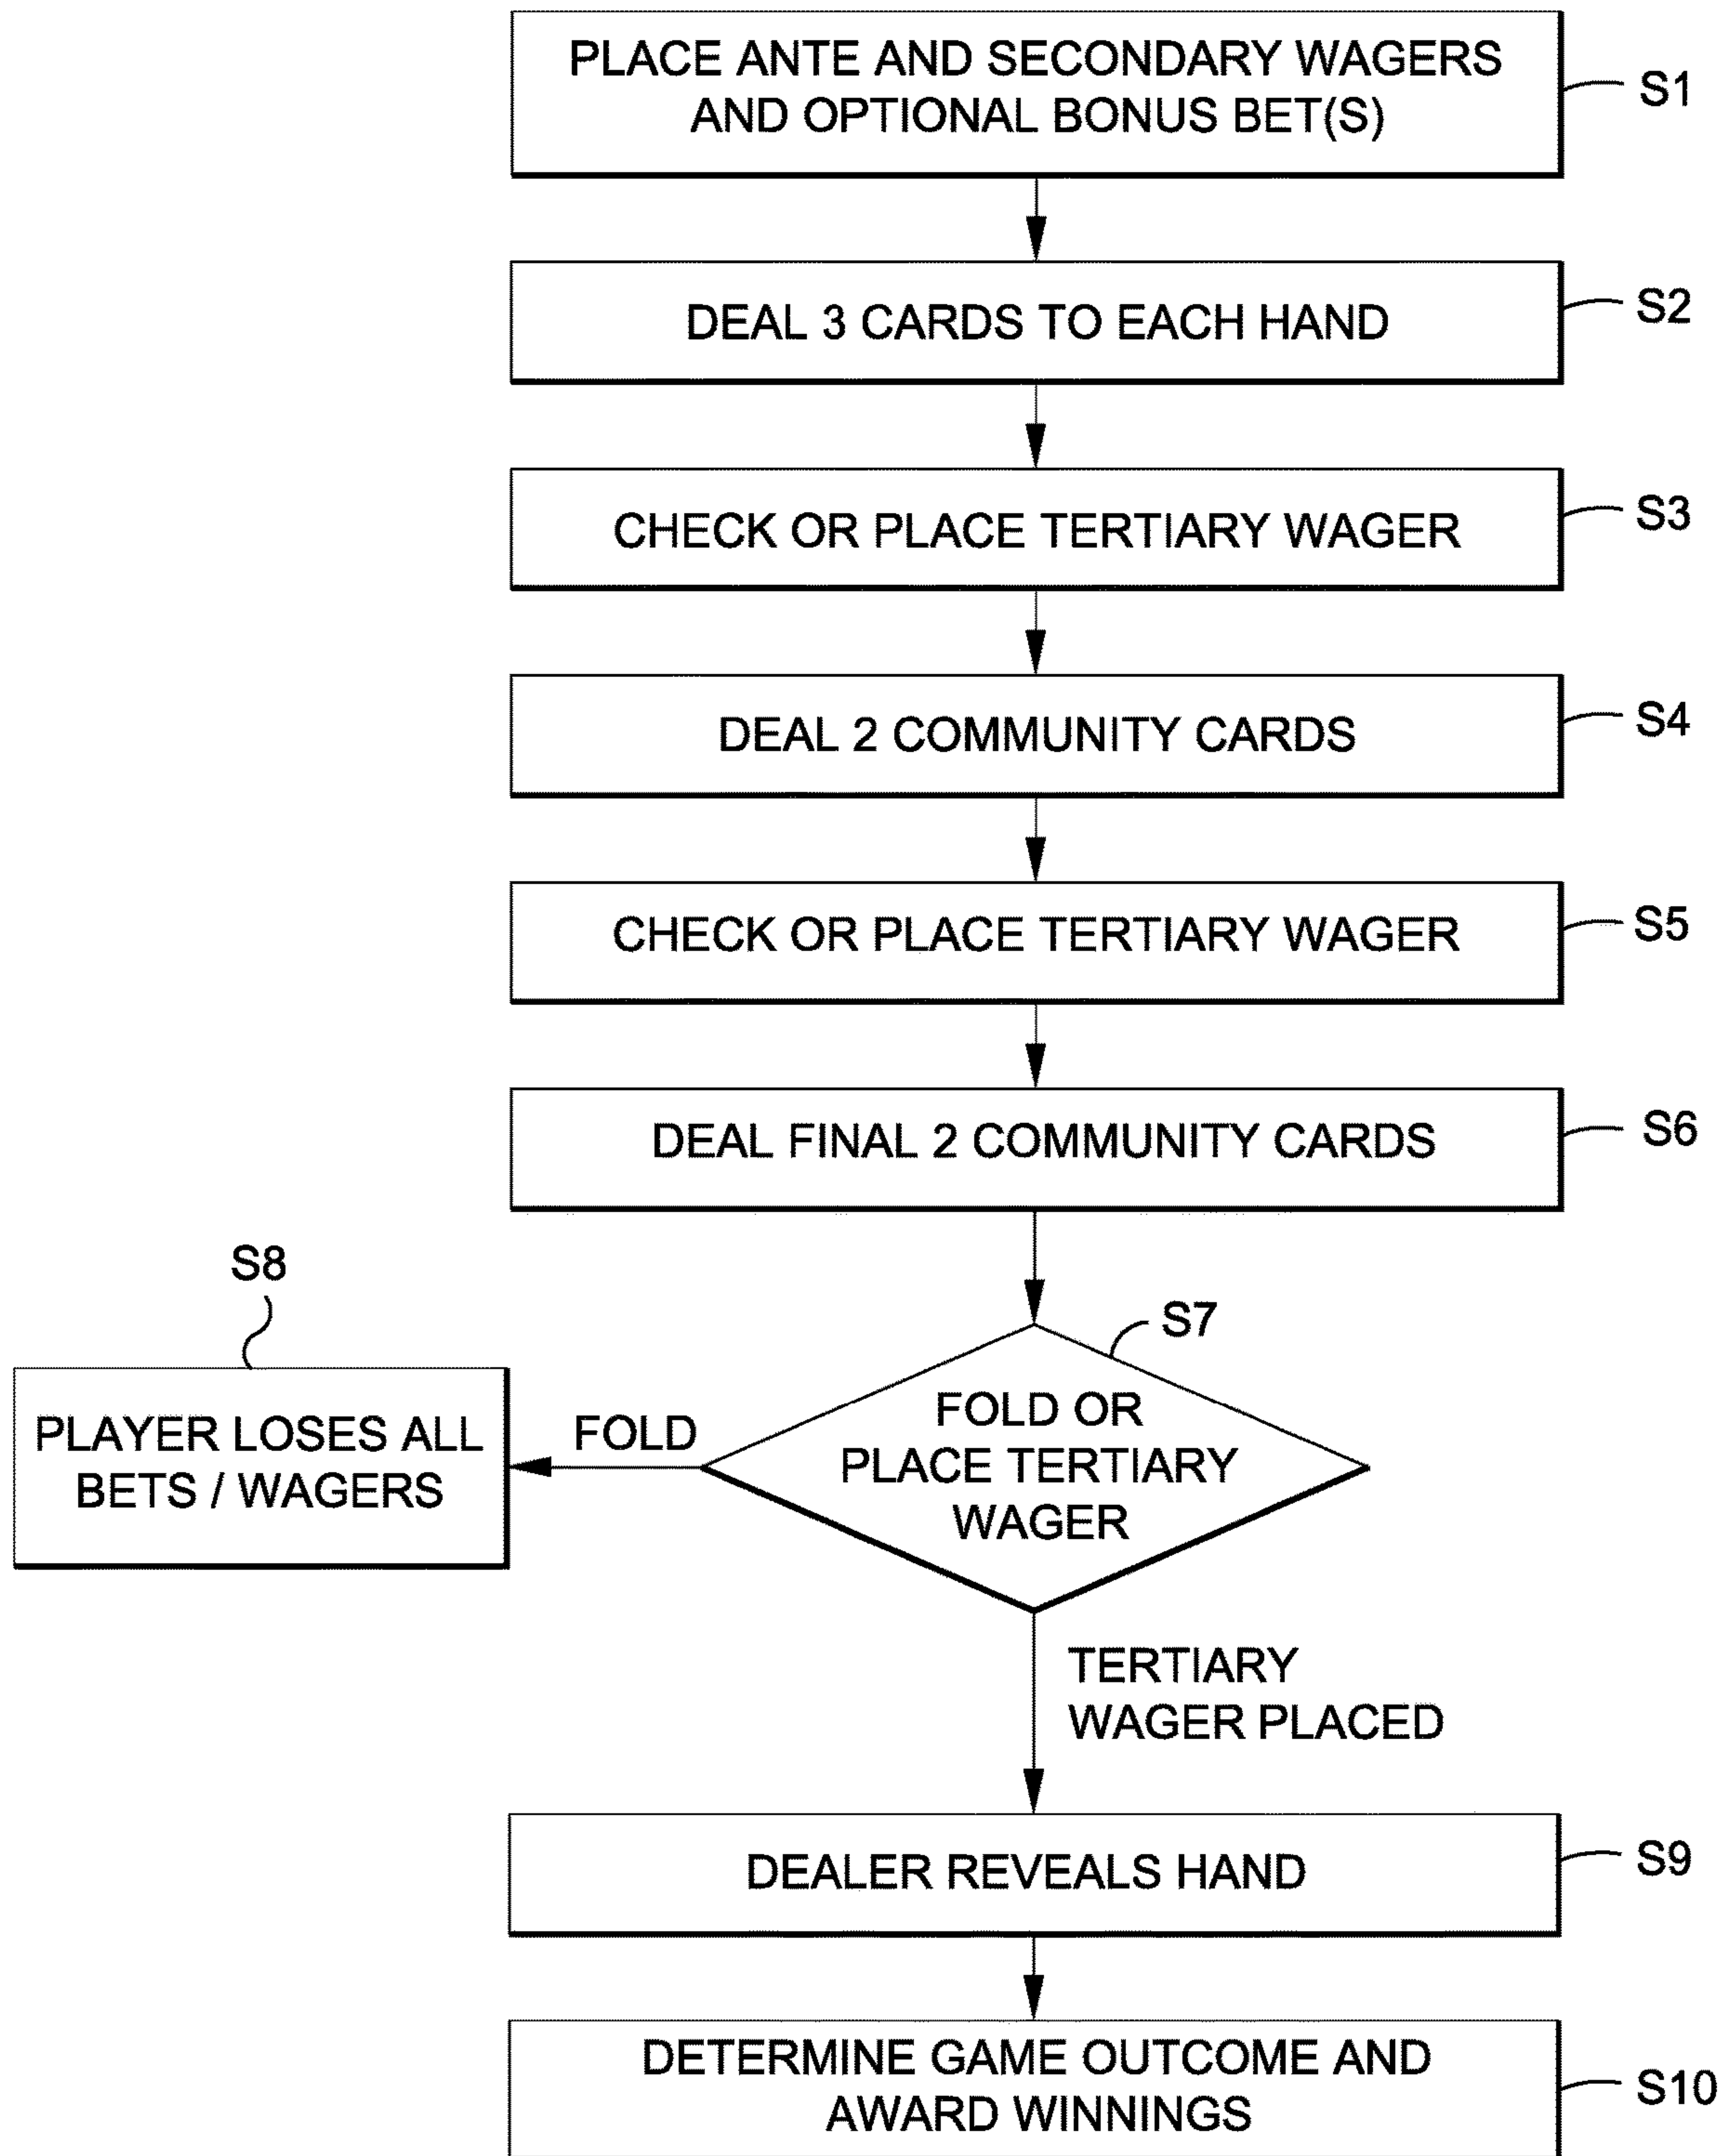 PLACE ANTE AND SECONDARY WAGERS
AND OPTIONAL BONUS BET(S)
S1
DEAL 3 CARDS TO EACH HAND
S2
CHECK OR PLACE TERTIARY WAGER
S3
DEAL 2 COMMUNITY CARDS
S4
CHECK OR PLACE TERTIARY WAGER
S5
DEAL FINAL 2 COMMUNITY CARDS
S6
S8
S7
PLAYER LOSES ALL
BETS / WAGERS
FOLD
FOLD OR
PLACE TERTIARY
WAGER
TERTIARY
WAGER PLACED
DEALER REVEALS HAND
S9
DETERMINE GAME OUTCOME AND
AWARD WINNINGS
S10